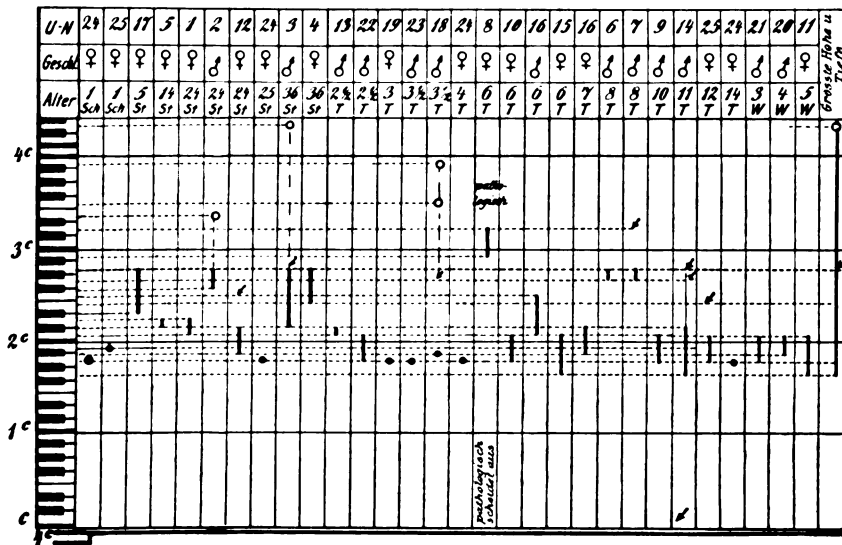 U-N 24 25 17 5 1 2 12 24 3 4 13 22 19 23 18 24 8 10 16 15 16 6 7 9 14 25 24 21 20 11
Geschl. ♀ ♀ ♀ ♀ ♀ ♂ ♀ ♀ ♂ ♀ ♂ ♂ ♀ ♂ ♂ ♀ ♀ ♀ ♂ ♀ ♀ ♂ ♂ ♂ ♂ ♀ ♀ ♂ ♂ ♀
Alter 1 1 5 14 24 24 24 25 36 36 2½ 2½ 3 3½ 3½ 4 6 6 6 6 7 8 8 10 11 12 14 3 4 5
Sch Sch St St St St St St St St T T T T T T T T T T T T T T T T T W W W
Grösste Höhe u
Tiefe
4c
patho-
logisch
3c
2c
1c
pathologisch
scheidet aus
c